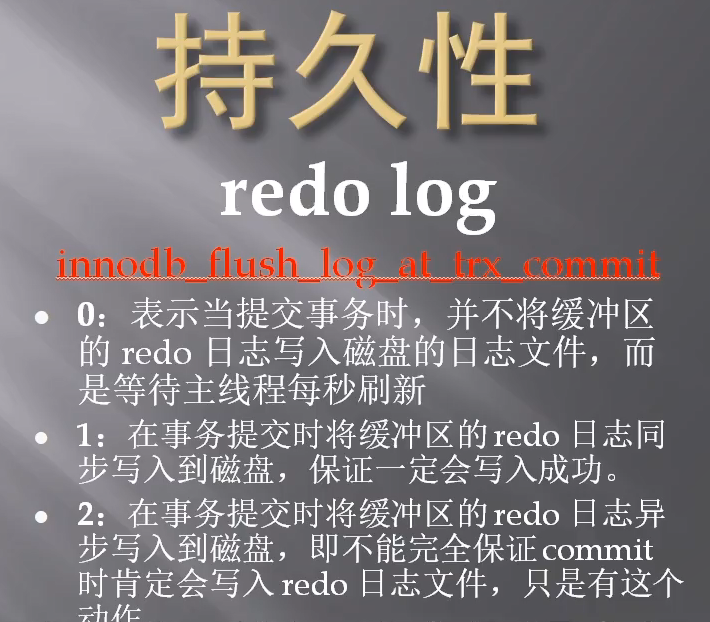 持久性
redo log
innodb_flush_log_at_trx_commit
• 0：表示当提交事务时，并不将缓冲区
的 redo 日志写入磁盘的日志文件，而
是等待主线程每秒刷新
• 1：在事务提交时将缓冲区的redo 日志同
步写入到磁盘，保证一定会写入成功。
• 2：在事务提交时将缓冲区的redo 日志异
步写入到磁盘，即不能完全保证commit
时肯定会写入 redo 日志文件，只是有这个
动作